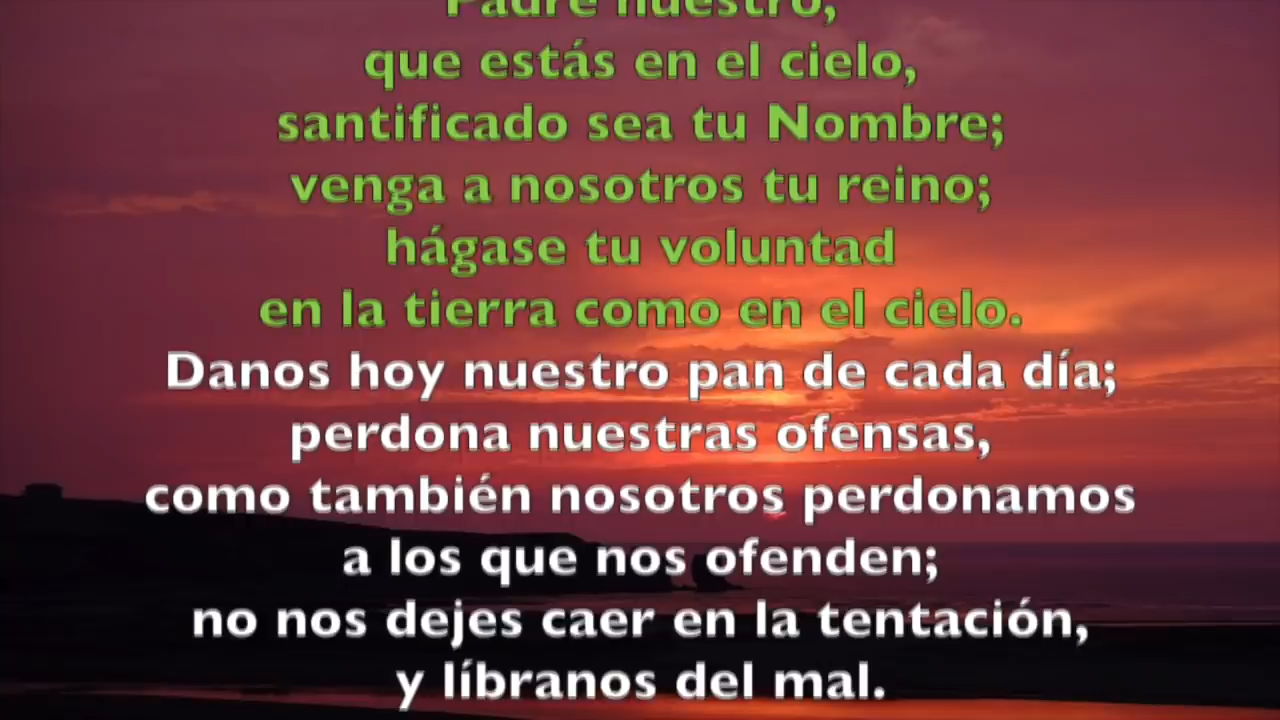 Padre nuestro,
que estás en el cielo,
santificado sea tu Nombre;
venga a nosotros tu reino;
hágase tu voluntad
en la tierra como en el cielo.
Danos hoy nuestro pan de cada día;
perdona nuestras ofensas,
como también nosotros perdonamos
a los que nos ofenden;
no nos dejes caer en la tentación,
y líbranos del mal.